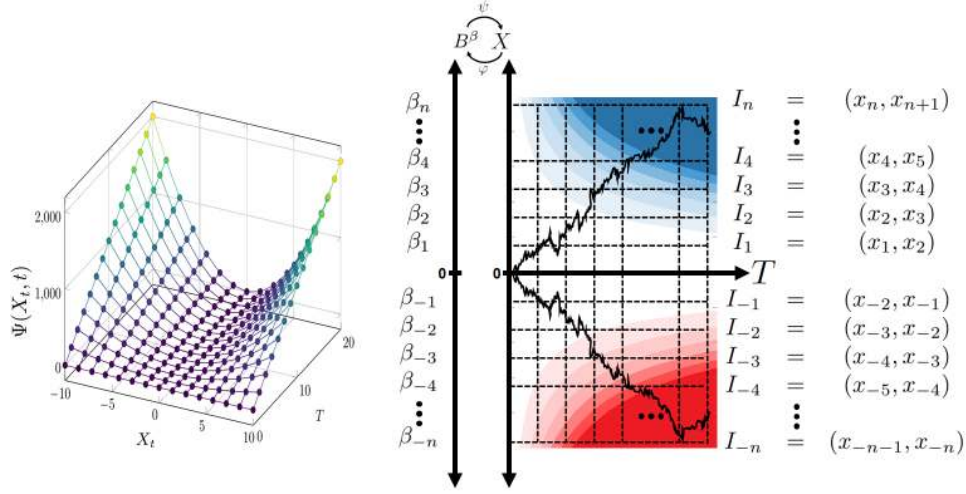 ψ
B^β X
φ
β_n I_n = (x_n, x_{n+1})
β_4 I_4 = (x_4, x_5)
β_3 I_3 = (x_3, x_4)
β_2 I_2 = (x_2, x_3)
β_1 I_1 = (x_1, x_2)
0 0 T
β_{-1} I_{-1} = (x_{-2}, x_{-1})
β_{-2} I_{-2} = (x_{-3}, x_{-2})
β_{-3} I_{-3} = (x_{-4}, x_{-3})
β_{-4} I_{-4} = (x_{-5}, x_{-4})
β_{-n} I_{-n} = (x_{-n-1}, x_{-n})
Ψ(X_t, t)
2,000
1,000
0
-10 -5 0 5 10
X_t
0 10 20
T